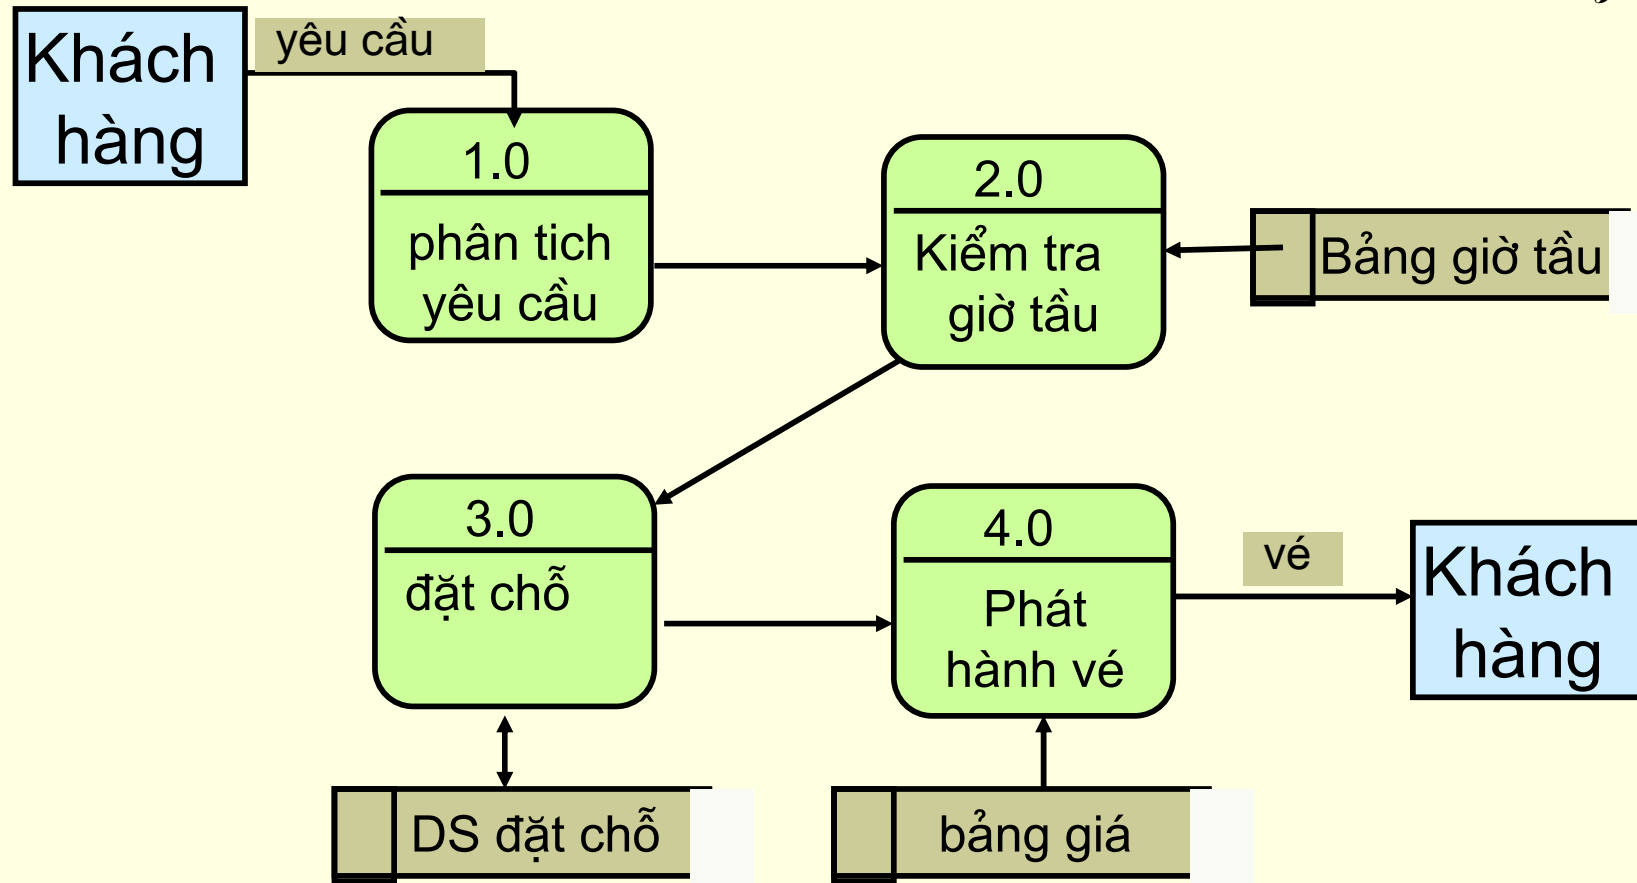 Khách
hàng
yêu cầu
1.0
phân tich
yêu cầu
2.0
Kiểm tra
giờ tầu
Bảng giờ tầu
3.0
đặt chỗ
4.0
Phát
hành vé
vé
Khách
hàng
DS đặt chỗ
bảng giá